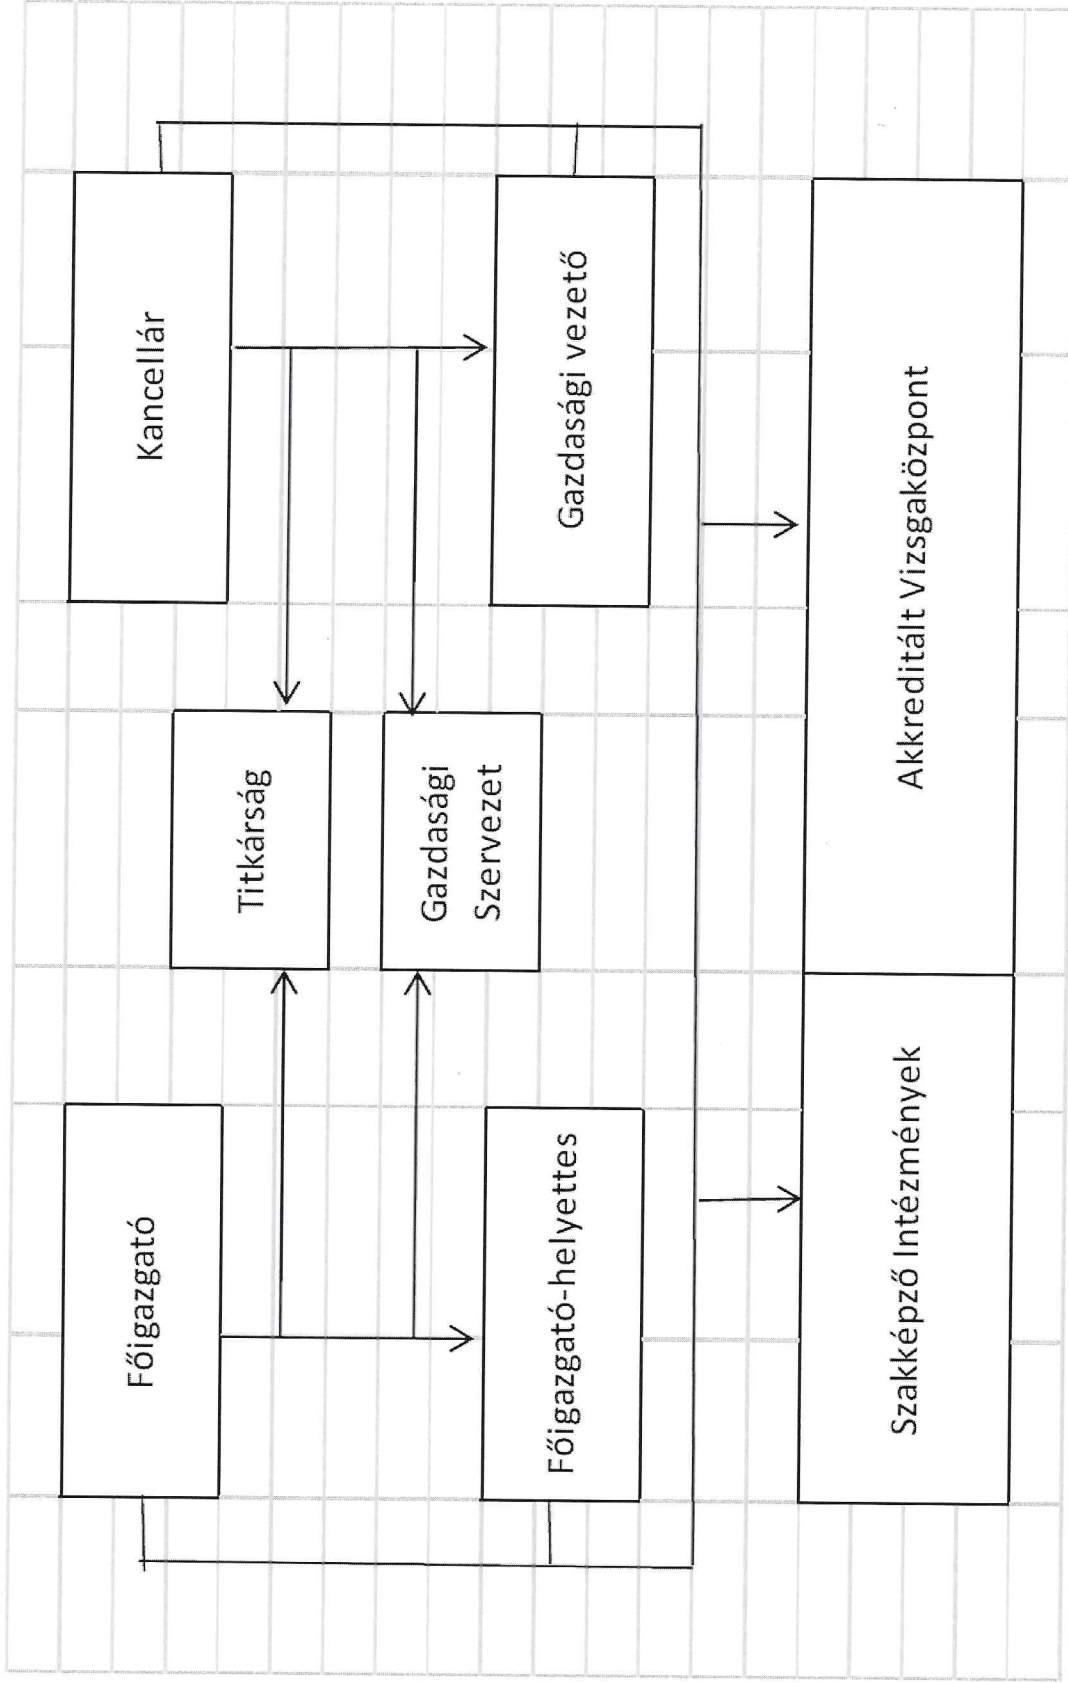 Főigazgató
Kancellár
Titkárság
Gazdasági
Szervezet
Főigazgató-helyettes
Gazdasági vezető
Szakképző Intézmények
Akkreditált Vizsgaközpont